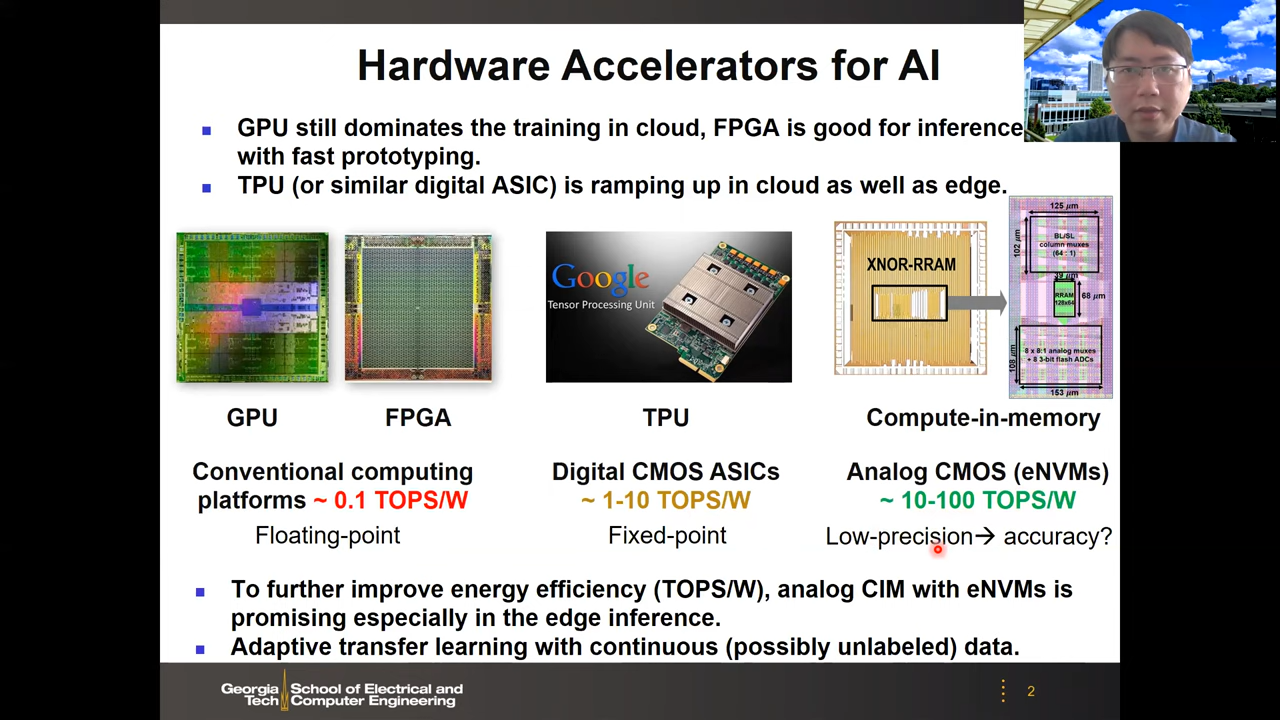 Hardware Accelerators for AI
▪ GPU still dominates the training in cloud, FPGA is good for inference
with fast prototyping.
▪ TPU (or similar digital ASIC) is ramping up in cloud as well as edge.
Google
Tensor Processing Unit
XNOR-RRAM
125 μm
102 μm
BL/SL
column muxes
(64 : 1)
RRAM
128x64
68 μm
108 μm
8 x 8:1 analog muxes
+ 8 3-bit flash ADCs
153 μm
GPU
FPGA
TPU
Compute-in-memory
Conventional computing
platforms ~ 0.1 TOPS/W
Floating-point
Digital CMOS ASICs
~ 1-10 TOPS/W
Fixed-point
Analog CMOS (eNVMs)
~ 10-100 TOPS/W
Low-precision→ accuracy?
▪ To further improve energy efficiency (TOPS/W), analog CIM with eNVMs is
promising especially in the edge inference.
▪ Adaptive transfer learning with continuous (possibly unlabeled) data.
Georgia Tech
School of Electrical and
Computer Engineering
2